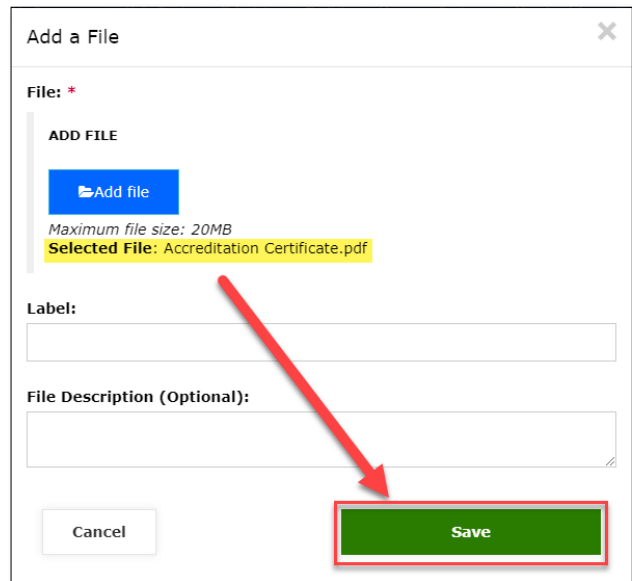 Add a File
File: *
ADD FILE
Add file
Maximum file size: 20MB
Selected File: Accreditation Certificate.pdf
Label:
File Description (Optional):
Cancel
Save